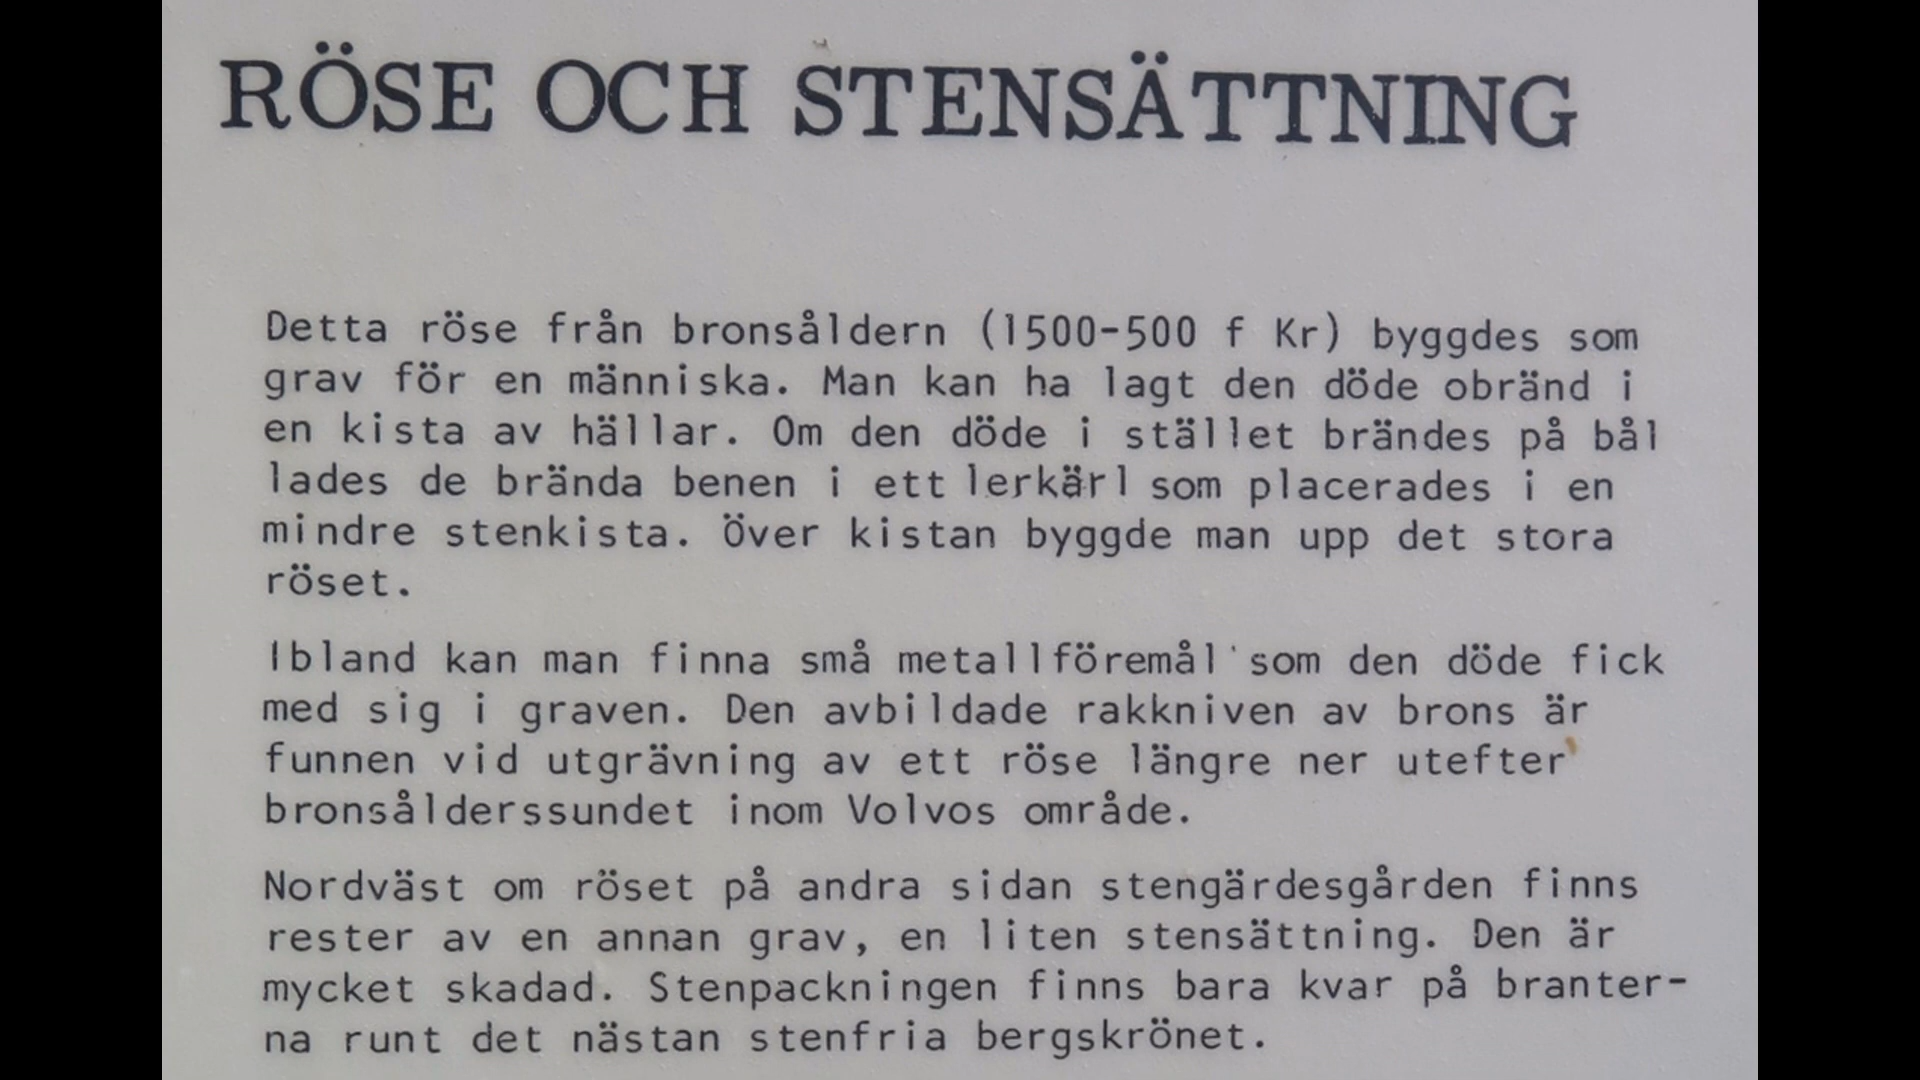 RÖSE OCH STENSÄTTNING
Detta röse från bronsåldern (1500-500 f Kr) byggdes som
grav för en människa. Man kan ha lagt den döde obränd i
en kista av hällar. Om den döde i stället brändes på bål
lades de brända benen i ett lerkärl som placerades i en
mindre stenkista. Över kistan byggde man upp det stora
röset.
Ibland kan man finna små metallföremål som den döde fick
med sig i graven. Den avbildade rakkniven av brons är
funnen vid utgrävning av ett röse längre ner utefter
bronsålderssundet inom Volvos område.
Nordväst om röset på andra sidan stengärdesgården finns
rester av en annan grav, en liten stensättning. Den är
mycket skadad. Stenpackningen finns bara kvar på branter-
na runt det nästan stenfria bergskrönet.